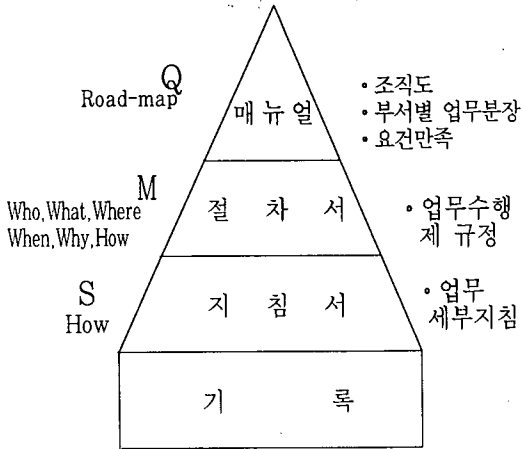 Q
Road-map
매뉴얼
• 조직도
• 부서별 업무분장
• 요건만족
M
Who,What,Where
When,Why,How
절 차 서
• 업무수행
제 규정
S
How
지 침 서
• 업무
세부지침
기 록